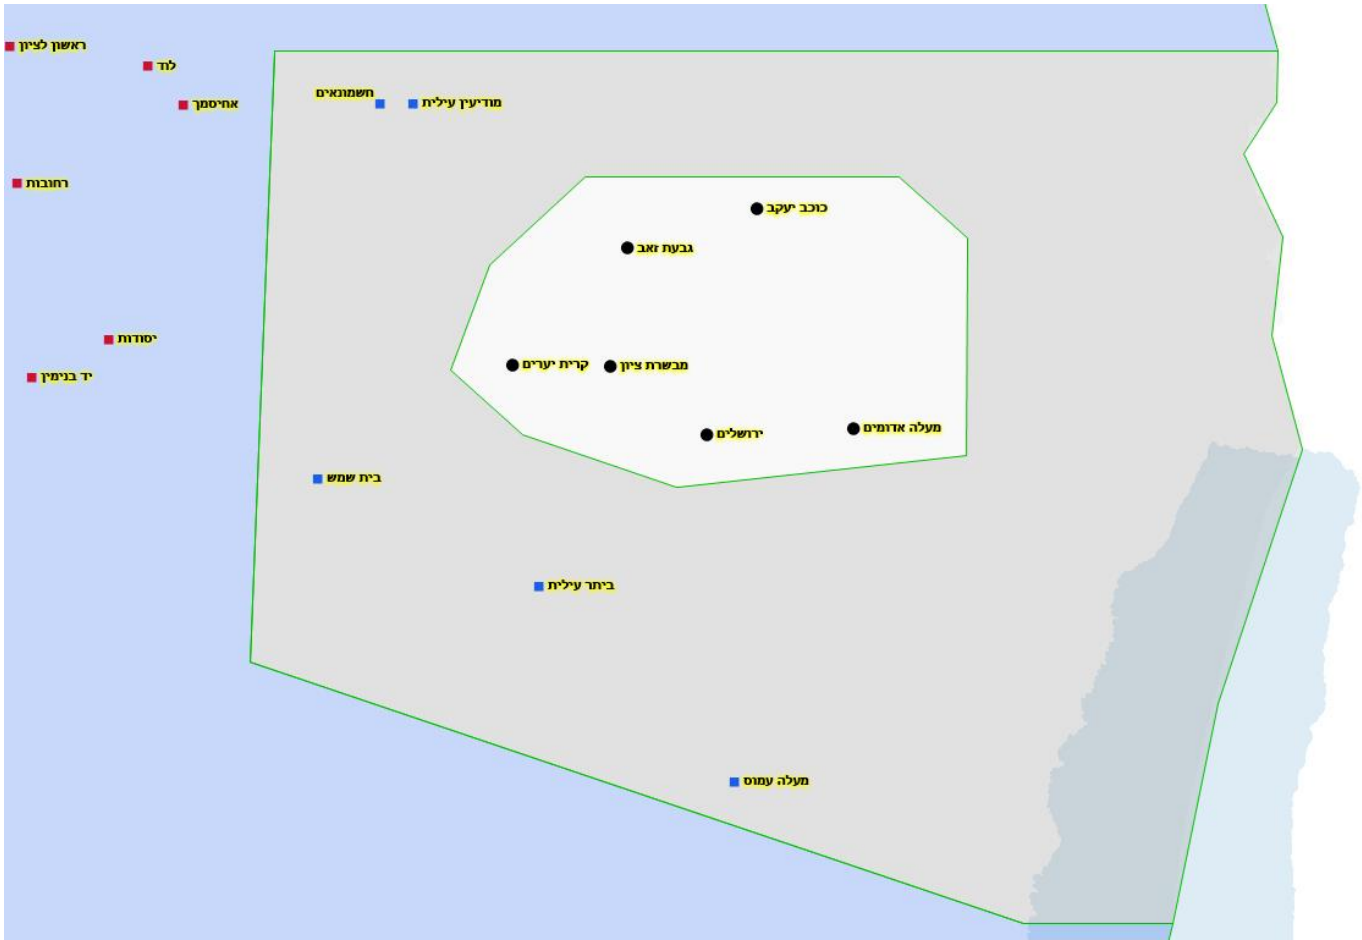 ראשון לציון
לוד
חשמונאים
מודיעין עילית
אחיסמך
רחובות
כוכב יעקב
גבעת זאב
יסודות
קרית יערים
מבשרת ציון
יד בנימין
ירושלים
מעלה אדומים
בית שמש
ביתר עילית
מעלה עמוס